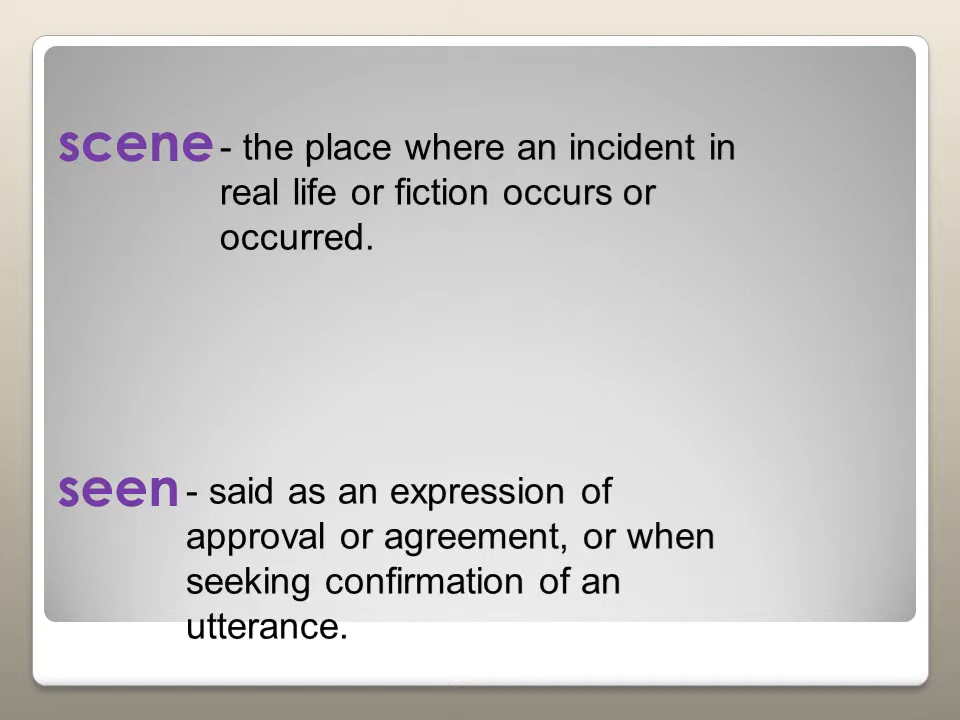 scene - the place where an incident in
real life or fiction occurs or
occurred.
seen - said as an expression of
approval or agreement, or when
seeking confirmation of an
utterance.